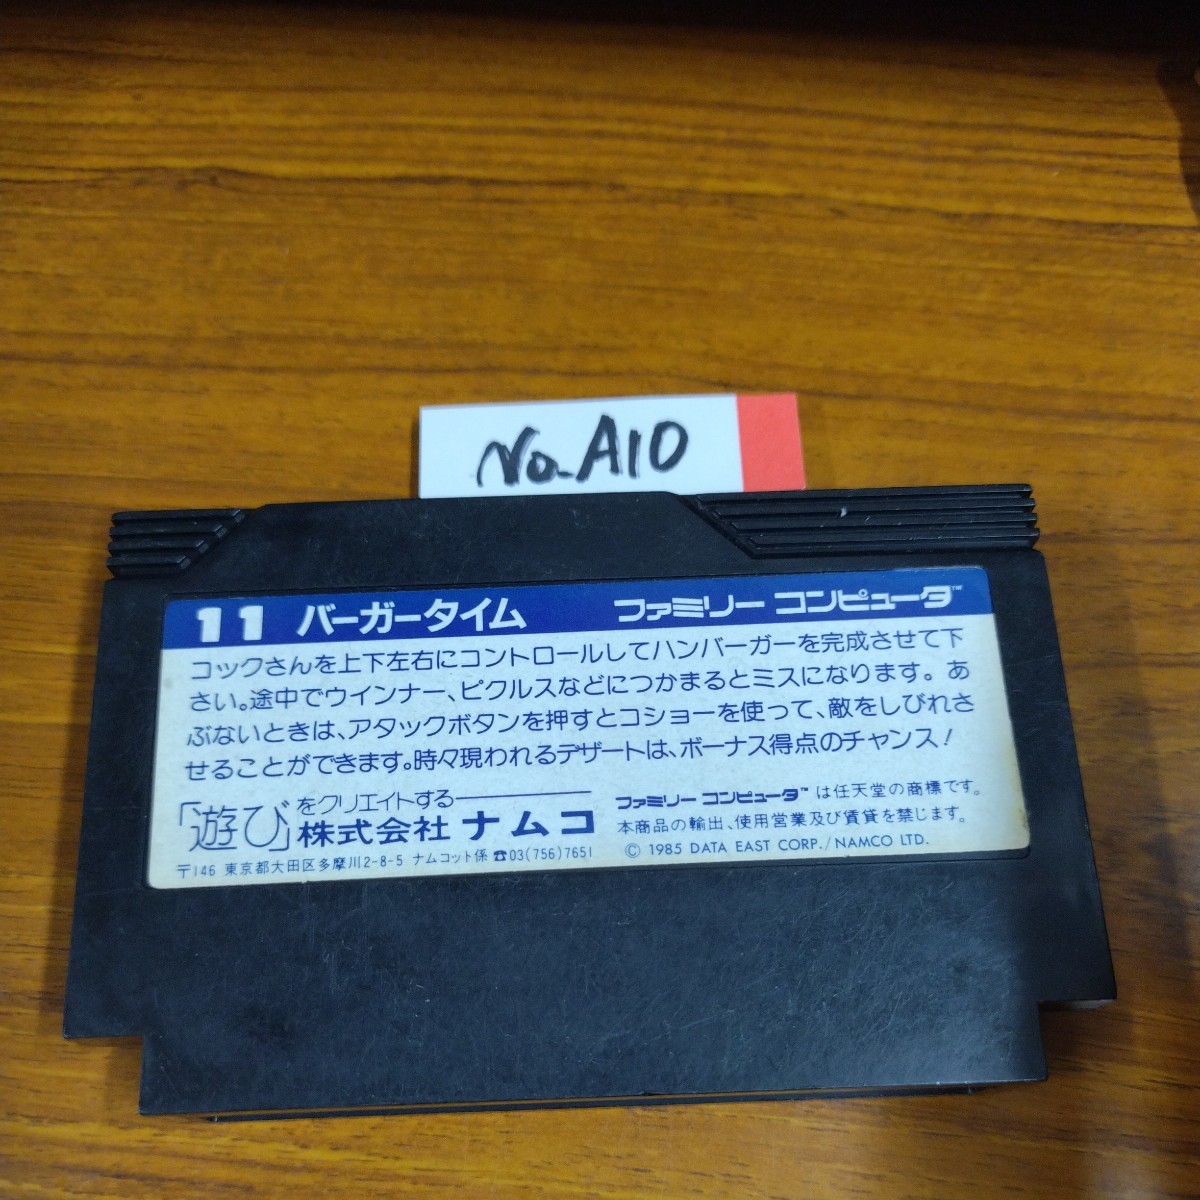 No.A10
11 バーガータイム ファミリー コンピュータ™
コックさんを上下左右にコントロールしてハンバーガーを完成させて下
さい。途中でウインナー、ピクルスなどにつかまるとミスになります。あ
ぶないときは、アタックボタンを押すとコショーを使って、敵をしびれさ
せることができます。時々現われるデザートは、ボーナス得点のチャンス!
「遊び」をクリエイトする
株式会社 ナムコ
〒146 東京都大田区多摩川2-8-5 ナムコット係 ☎03(756)7651
ファミリー コンピュータ™ は任天堂の商標です。
本商品の輸出、使用営業及び賃貸を禁じます。
© 1985 DATA EAST CORP./NAMCO LTD.